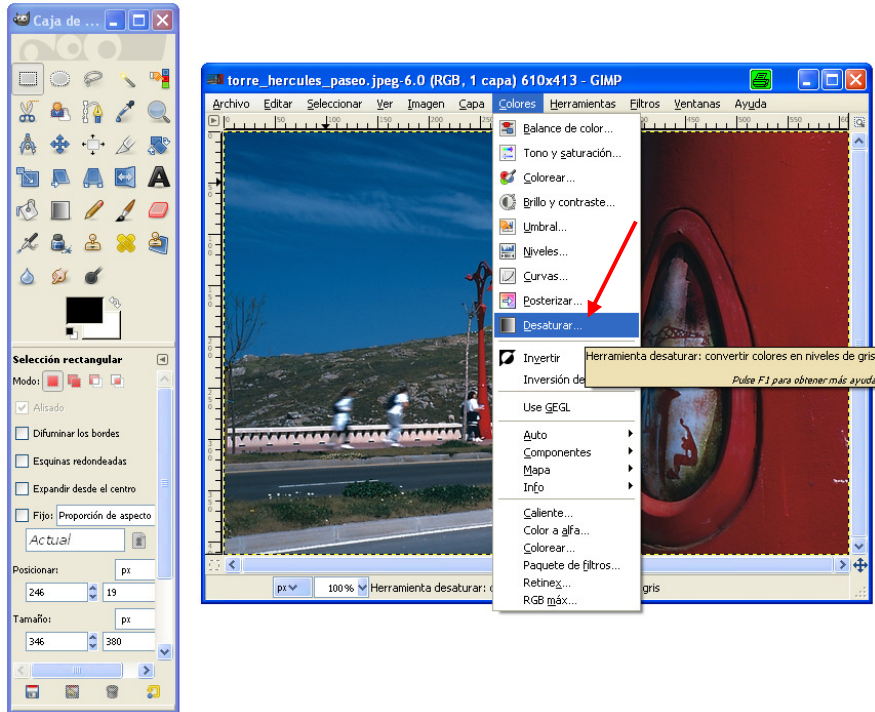 Caja de ...
Selección rectangular
Modo:
Alisado
Difuminar los bordes
Esquinas redondeadas
Expandir desde el centro
Fijo: Proporción de aspecto
Actual
Posicionar:
px
246
19
Tamaño:
px
346
380
torre_hercules_paseo.jpeg-6.0 (RGB, 1 capa) 610x413 - GIMP
Archivo Editar Seleccionar Ver Imagen Capa Colores Herramientas Filtros Ventanas Ayuda
Balance de color...
Tono y saturación...
Colorear...
Brillo y contraste...
Umbral...
Niveles...
Curvas...
Posterizar...
Desaturar...
Invertir
Inversión de
Use GEGL
Auto
Componentes
Mapa
Info
Caliente...
Color a alfa...
Colorear...
Paquete de filtros...
Retinex...
RGB máx...
Herramienta desaturar: convertir colores en niveles de gris
Pulse F1 para obtener más ayuda
px
100 %
Herramienta desaturar:
gris